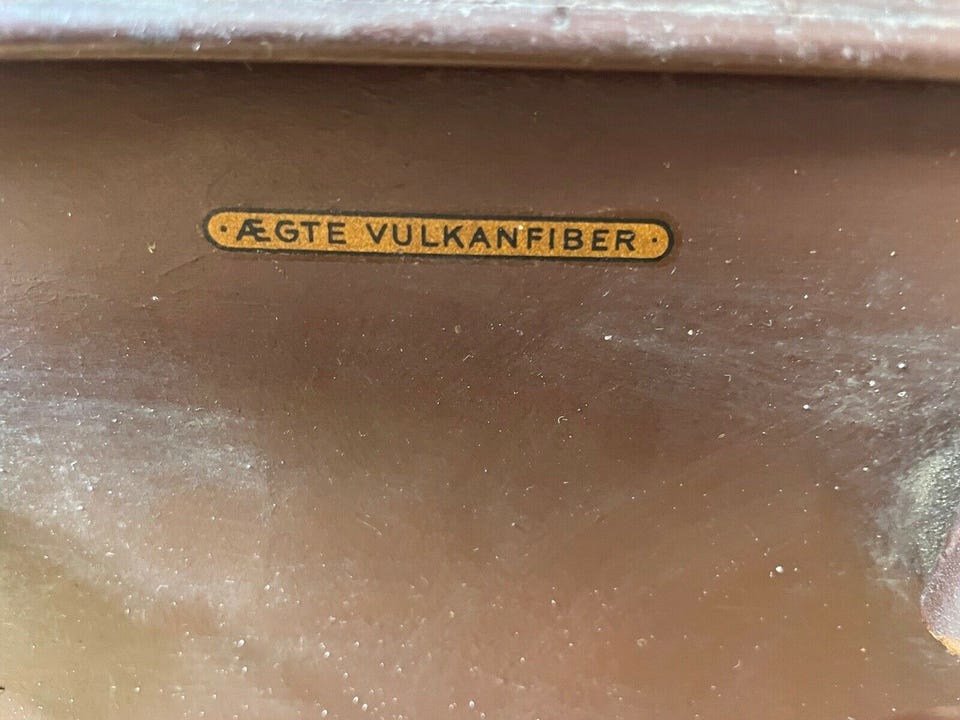 · ÆGTE VULKANFIBER ·